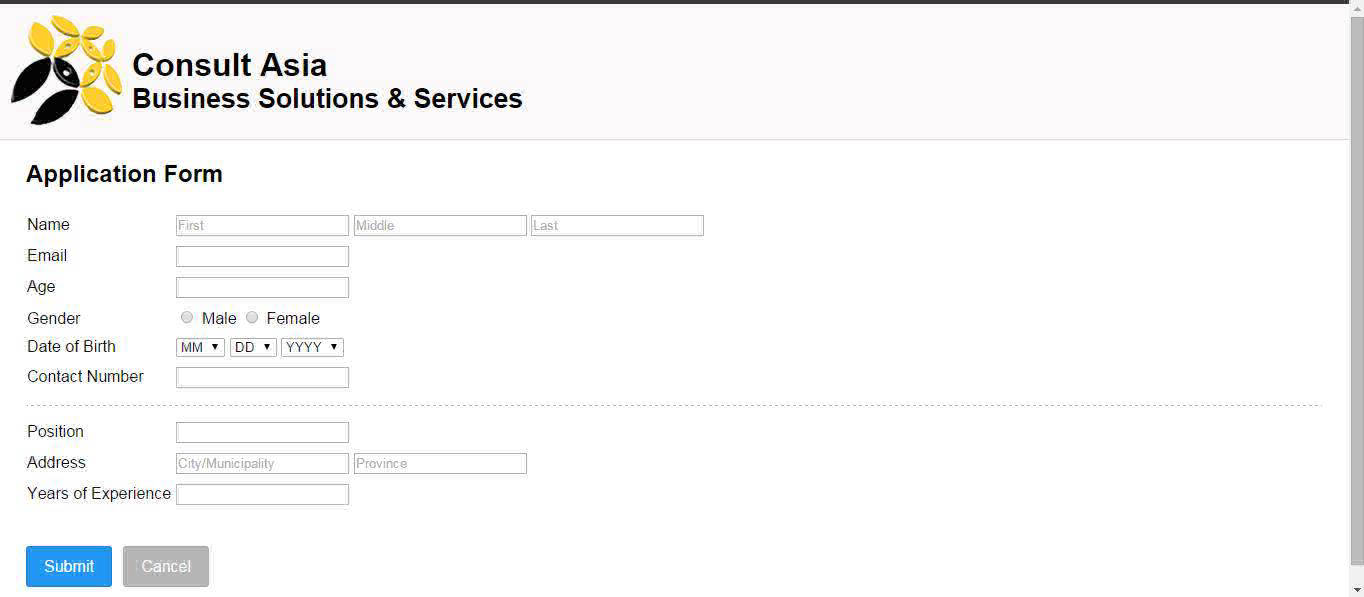 Consult Asia
Business Solutions & Services
Application Form
Name First Middle Last
Email
Age
Gender Male Female
Date of Birth MM DD YYYY
Contact Number
Position
Address City/Municipality Province
Years of Experience
Submit Cancel